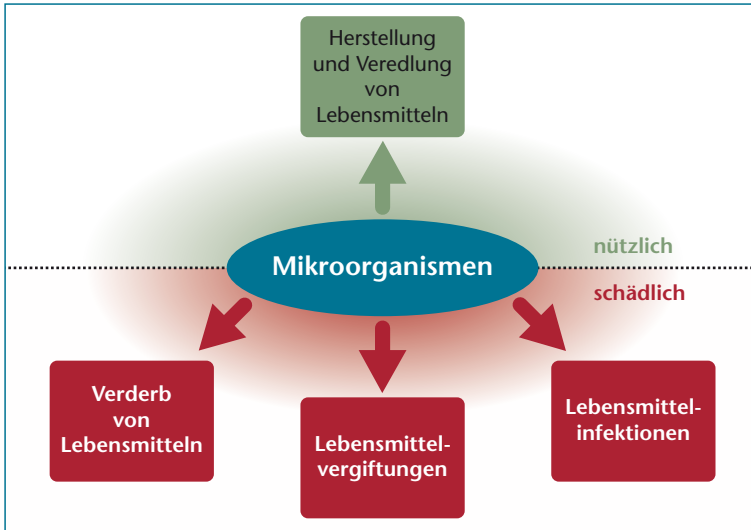 Herstellung
und Veredlung
von
Lebensmitteln
nützlich
Mikroorganismen
schädlich
Verderb
von
Lebensmitteln
Lebensmittel-
vergiftungen
Lebensmittel-
infektionen